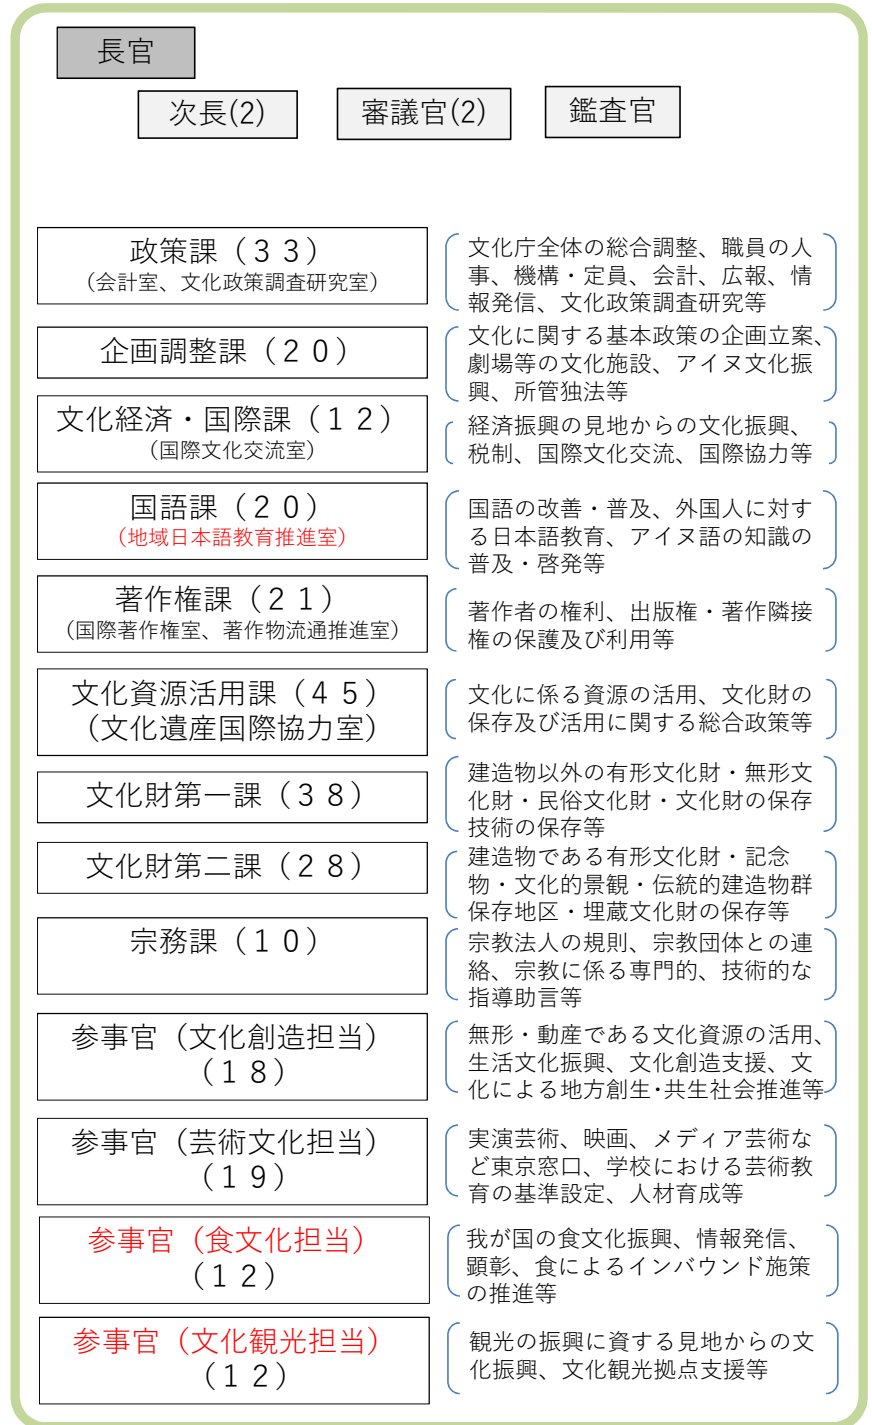 長官
次長(2)
審議官(2)
鑑査官
政策課（３３）
（会計室、文化政策調査研究室）
文化庁全体の総合調整、職員の人
事、機構・定員、会計、広報、情
報発信、文化政策調査研究等
企画調整課（２０）
文化に関する基本政策の企画立案、
劇場等の文化施設、アイヌ文化振
興、所管独法等
文化経済・国際課（１２）
（国際文化交流室）
経済振興の見地からの文化振興、
税制、国際文化交流、国際協力等
国語課（２０）
（地域日本語教育推進室）
国語の改善・普及、外国人に対す
る日本語教育、アイヌ語の知識の
普及・啓発等
著作権課（２１）
（国際著作権室、著作物流通推進室）
著作者の権利、出版権・著作隣接
権の保護及び利用等
文化資源活用課（４５）
（文化遺産国際協力室）
文化に係る資源の活用、文化財の
保存及び活用に関する総合政策等
文化財第一課（３８）
建造物以外の有形文化財・無形文
化財・民俗文化財・文化財の保存
技術の保存等
文化財第二課（２８）
建造物である有形文化財・記念
物・文化的景観・伝統的建造物群
保存地区・埋蔵文化財の保存等
宗務課（１０）
宗教法人の規則、宗教団体との連
絡、宗教に係る専門的、技術的な
指導助言等
参事官（文化創造担当）
（１８）
無形・動産である文化資源の活用、
生活文化振興、文化創造支援、文
化による地方創生･共生社会推進等
参事官（芸術文化担当）
（１９）
実演芸術、映画、メディア芸術な
ど東京窓口、学校における芸術教
育の基準設定、人材育成等
参事官（食文化担当）
（１２）
我が国の食文化振興、情報発信、
顕彰、食によるインバウンド施策
の推進等
参事官（文化観光担当）
（１２）
観光の振興に資する見地からの文
化振興、文化観光拠点支援等